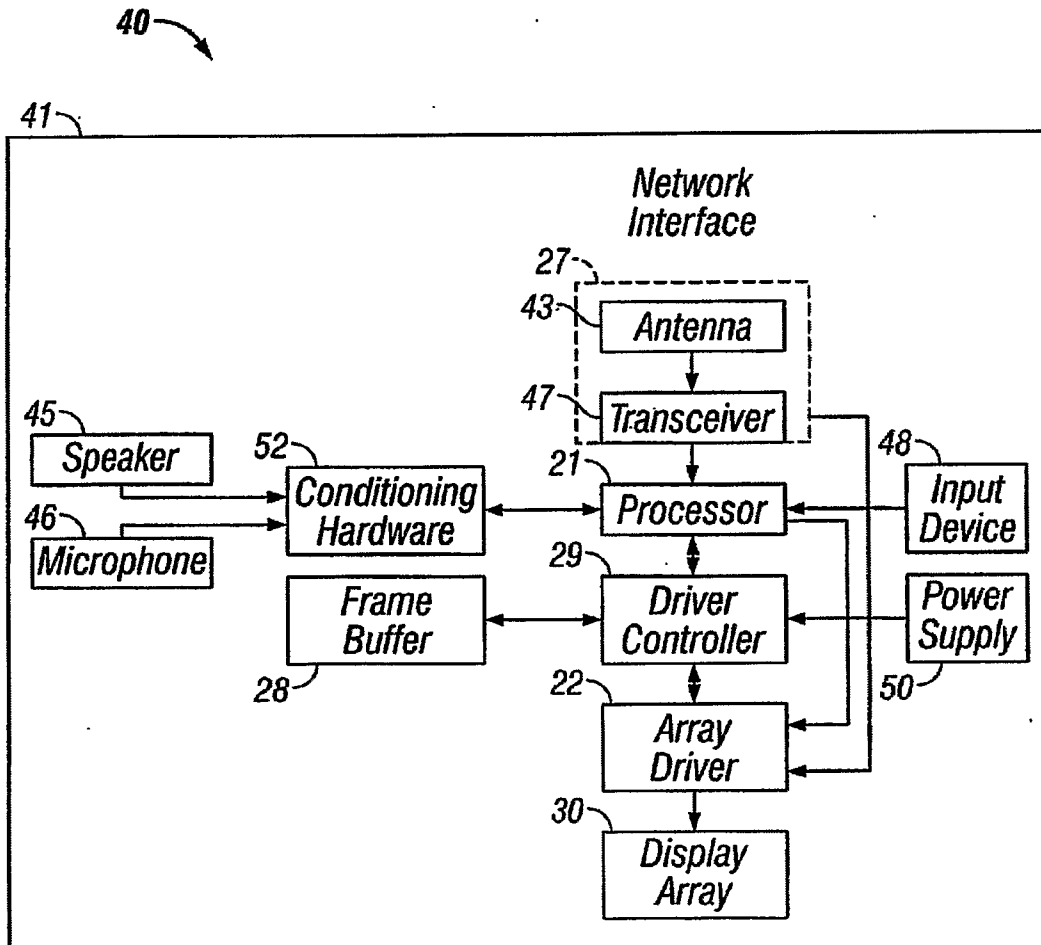 40
41
Network
Interface
27
43
Antenna
47
Transceiver
45
Speaker
52
Conditioning
Hardware
21
Processor
48
Input
Device
46
Microphone
29
Driver
Controller
Frame
Buffer
28
Power
Supply
50
22
Array
Driver
30
Display
Array